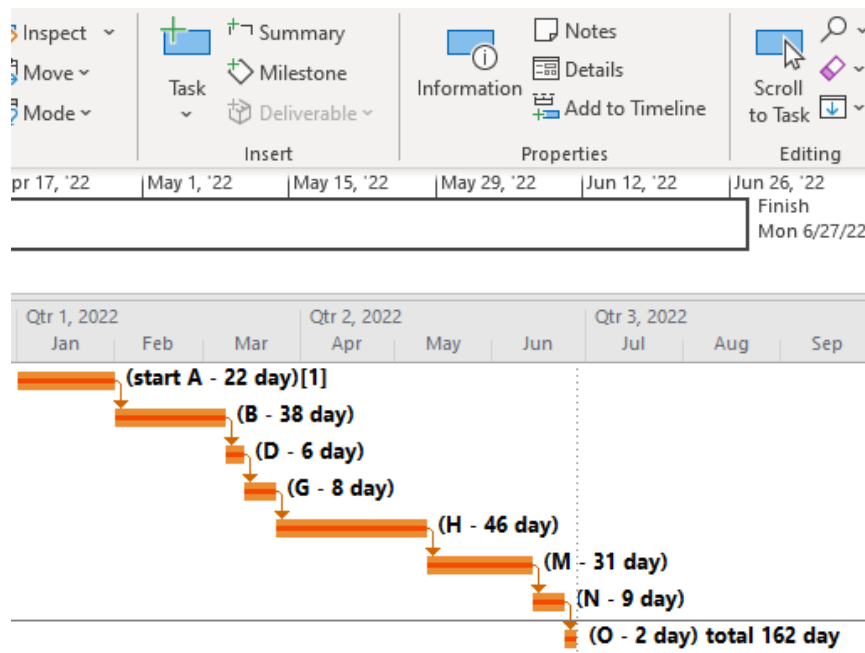 Inspect
Move
Mode
Task
Summary
Milestone
Deliverable
Insert
Information
Notes
Details
Add to Timeline
Properties
Scroll
to Task
Editing
pr 17, '22 May 1, '22 May 15, '22 May 29, '22 Jun 12, '22 Jun 26, '22
Finish
Mon 6/27/22
Qtr 1, 2022 Qtr 2, 2022 Qtr 3, 2022
Jan Feb Mar Apr May Jun Jul Aug Sep
(start A - 22 day)[1]
(B - 38 day)
(D - 6 day)
(G - 8 day)
(H - 46 day)
(M - 31 day)
(N - 9 day)
(O - 2 day) total 162 day